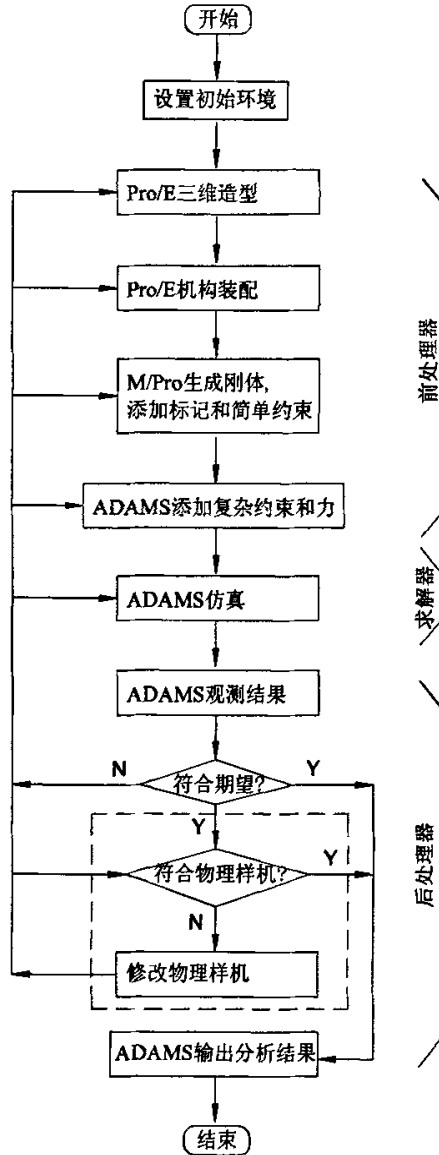 开始
设置初始环境
Pro/E三维造型
Pro/E机构装配
M/Pro生成刚体,
添加标记和简单约束
ADAMS添加复杂约束和力
前处理器
ADAMS仿真
求解器
ADAMS观测结果
N
符合期望?
Y
Y
符合物理样机?
Y
N
修改物理样机
后处理器
ADAMS输出分析结果
结束